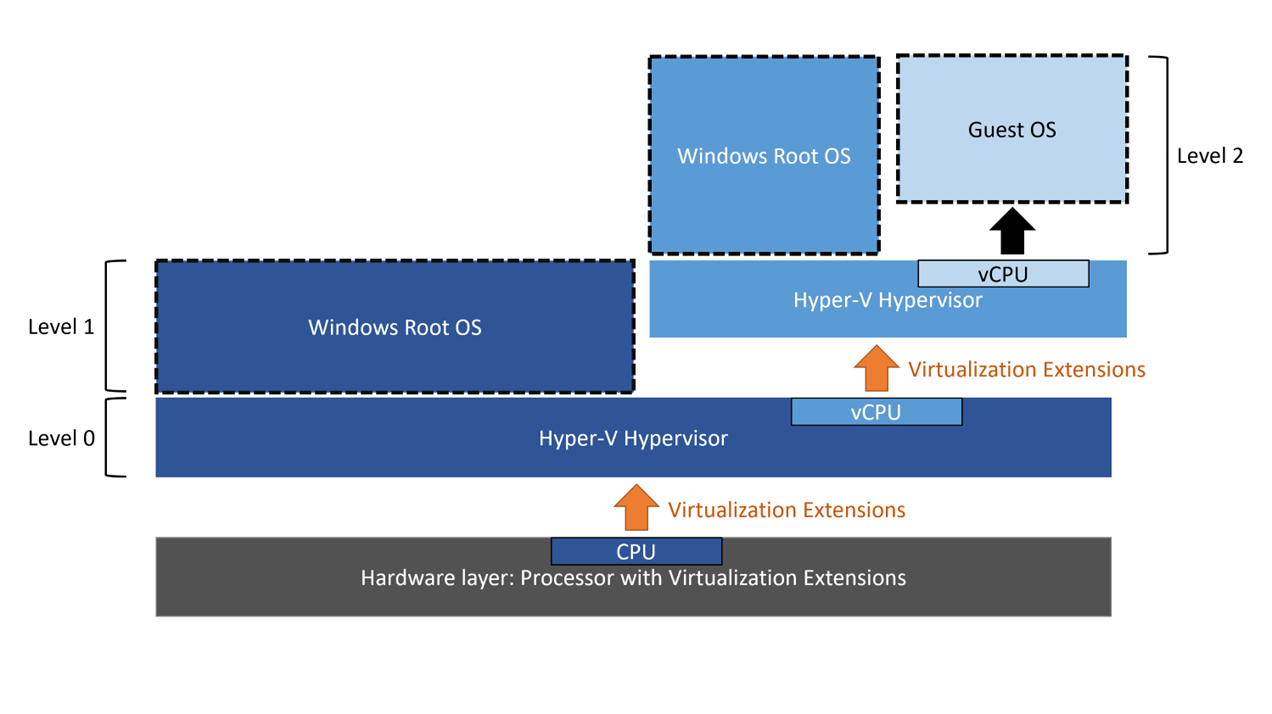 Windows Root OS
Guest OS
Level 2
vCPU
Hyper-V Hypervisor
Level 1
Windows Root OS
Virtualization Extensions
vCPU
Level 0
Hyper-V Hypervisor
Virtualization Extensions
CPU
Hardware layer: Processor with Virtualization Extensions